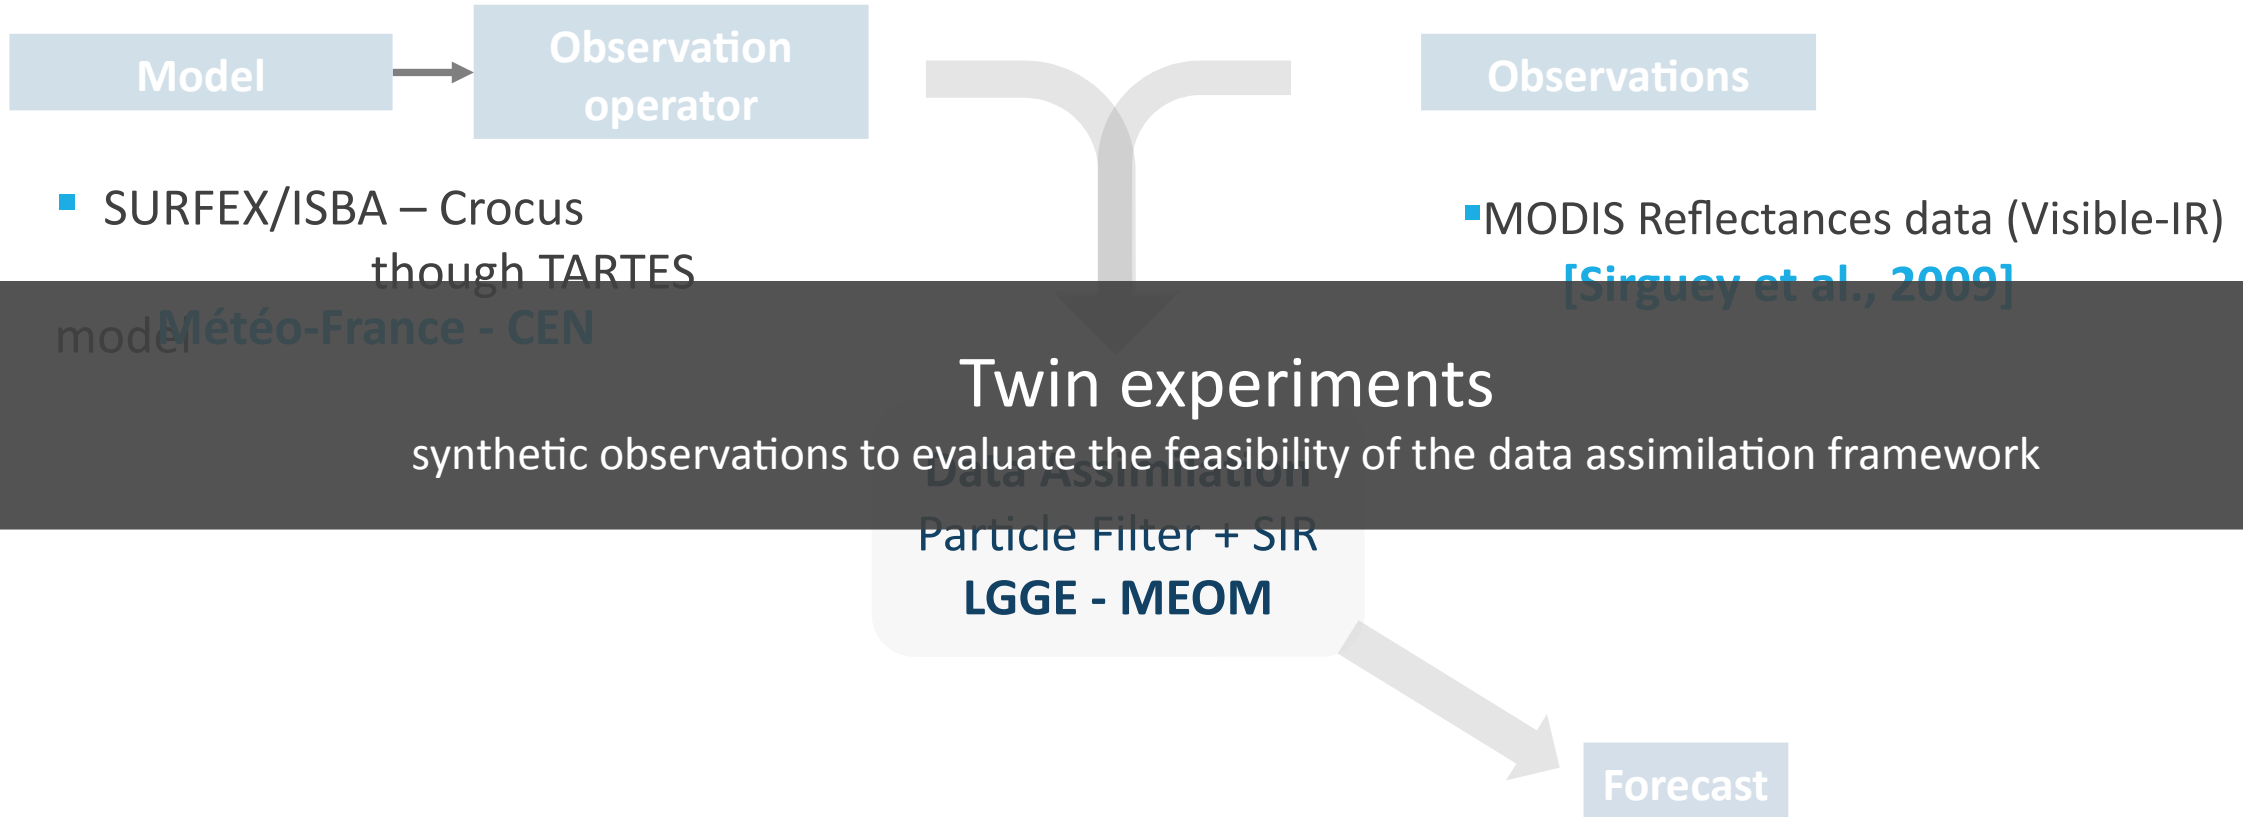 Model
Observation
operator
Observations
SURFEX/ISBA – Crocus
though TARTES
model
Météo-France - CEN
MODIS Reflectances data (Visible-IR)
[Sirguey et al., 2009]
Twin experiments
synthetic observations to evaluate the feasibility of the data assimilation framework
Data Assimilation
Particle Filter + SIR
LGGE - MEOM
Forecast